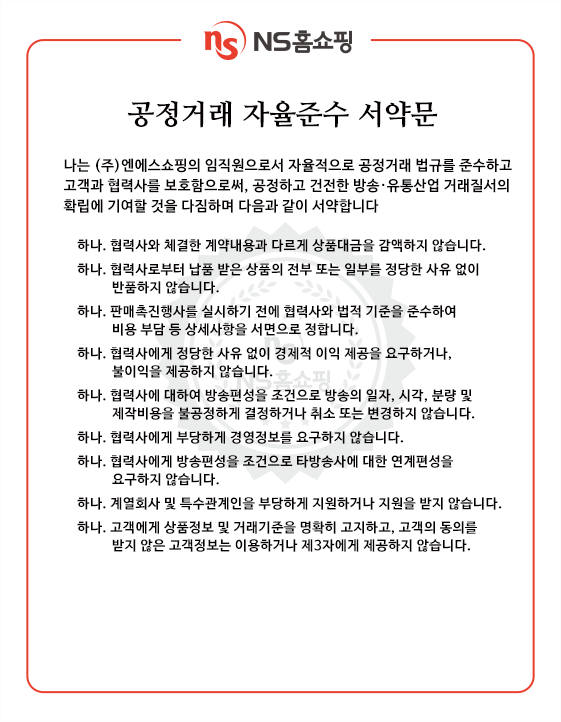 ns NS홈쇼핑
공정거래 자율준수 서약문
나는 (주)엔에스쇼핑의 임직원으로서 자율적으로 공정거래 법규를 준수하고
고객과 협력사를 보호함으로써, 공정하고 건전한 방송·유통산업 거래질서의
확립에 기여할 것을 다짐하며 다음과 같이 서약합니다
하나. 협력사와 체결한 계약내용과 다르게 상품대금을 감액하지 않습니다.
하나. 협력사로부터 납품 받은 상품의 전부 또는 일부를 정당한 사유 없이
반품하지 않습니다.
하나. 판매촉진행사를 실시하기 전에 협력사와 법적 기준을 준수하여
비용 부담 등 상세사항을 서면으로 정합니다.
하나. 협력사에게 정당한 사유 없이 경제적 이익 제공을 요구하거나,
불이익을 제공하지 않습니다.
하나. 협력사에 대하여 방송편성을 조건으로 방송의 일자, 시각, 분량 및
제작비용을 불공정하게 결정하거나 취소 또는 변경하지 않습니다.
하나. 협력사에게 부당하게 경영정보를 요구하지 않습니다.
하나. 협력사에게 방송편성을 조건으로 타방송사에 대한 연계편성을
요구하지 않습니다.
하나. 계열회사 및 특수관계인을 부당하게 지원하거나 지원을 받지 않습니다.
하나. 고객에게 상품정보 및 거래기준을 명확히 고지하고, 고객의 동의를
받지 않은 고객정보는 이용하거나 제3자에게 제공하지 않습니다.
ns
NS홈쇼핑